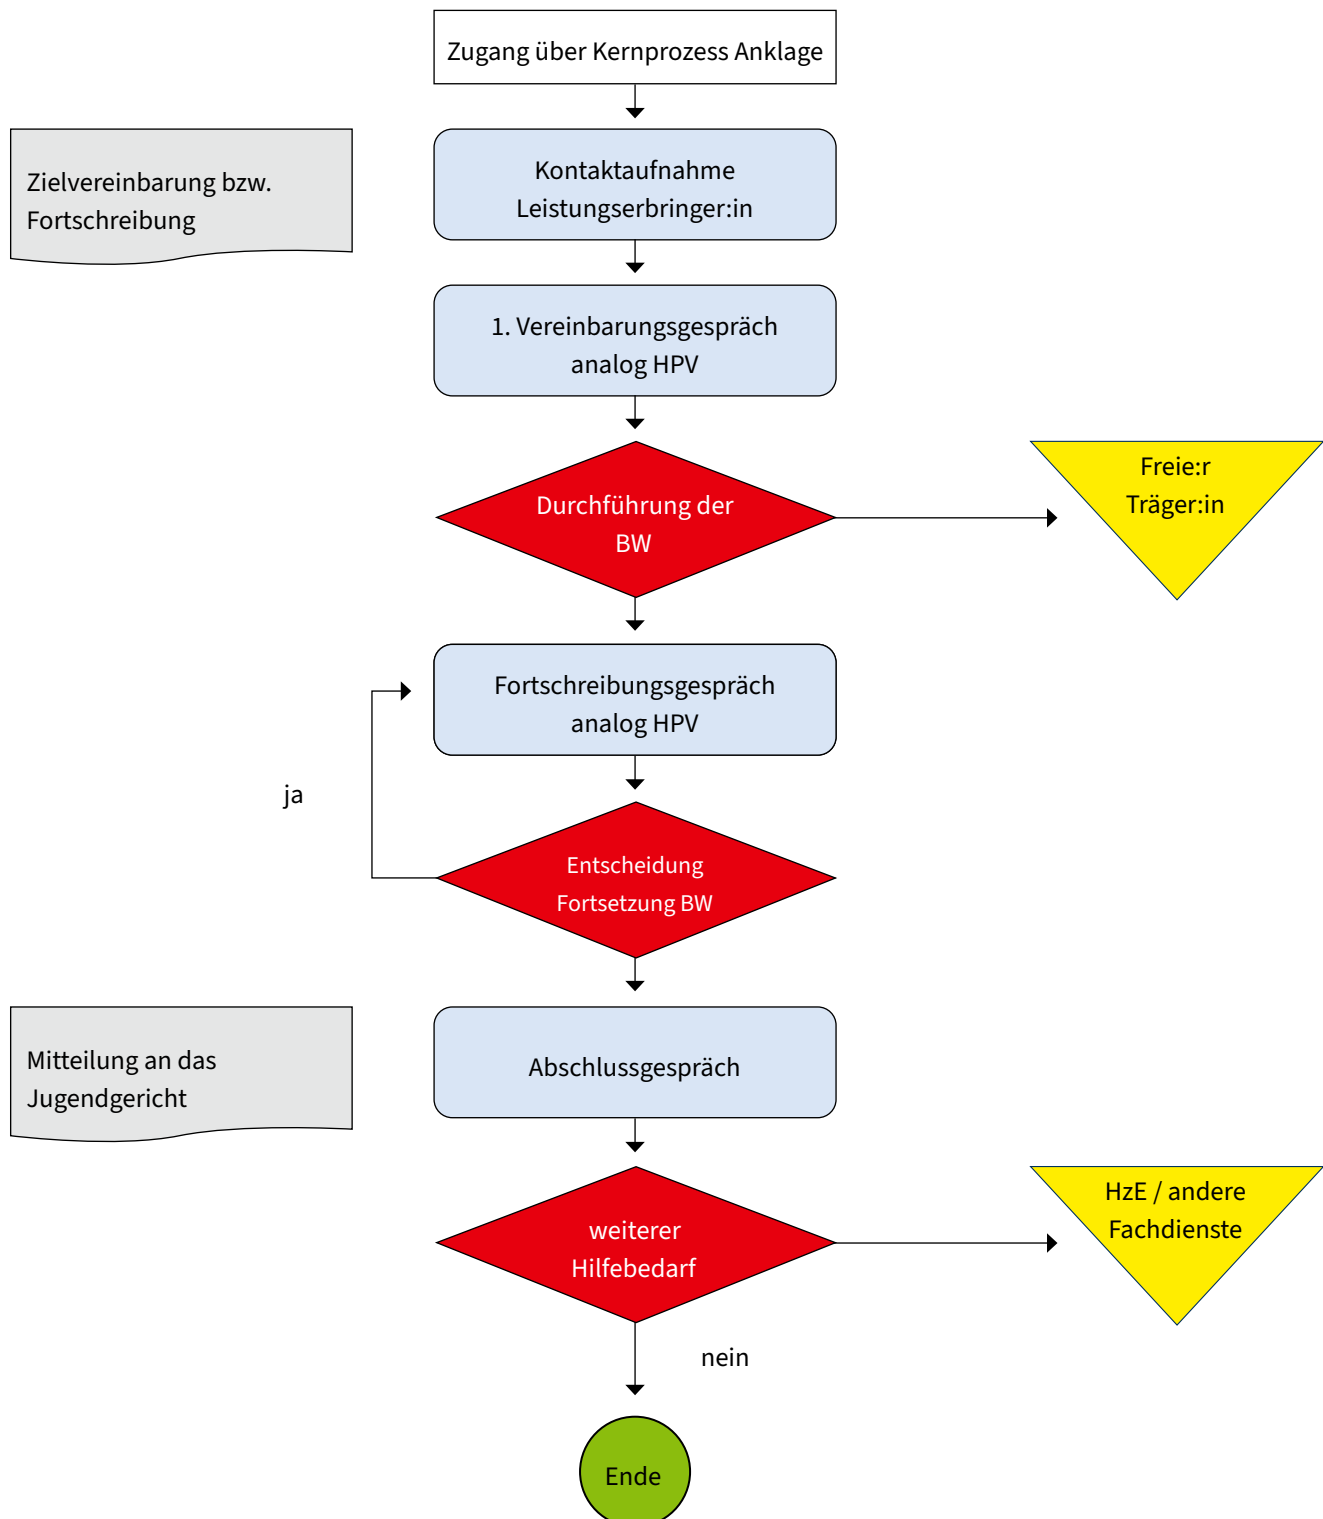 Zugang über Kernprozess Anklage
Zielvereinbarung bzw.
Fortschreibung
Kontaktaufnahme
Leistungserbringer:in
1. Vereinbarungsgespräch
analog HPV
Durchführung der
BW
Freie:r
Träger:in
Fortschreibungsgespräch
analog HPV
ja
Entscheidung
Fortsetzung BW
Mitteilung an das
Jugendgericht
Abschlussgespräch
weiterer
Hilfebedarf
HzE / andere
Fachdienste
nein
Ende